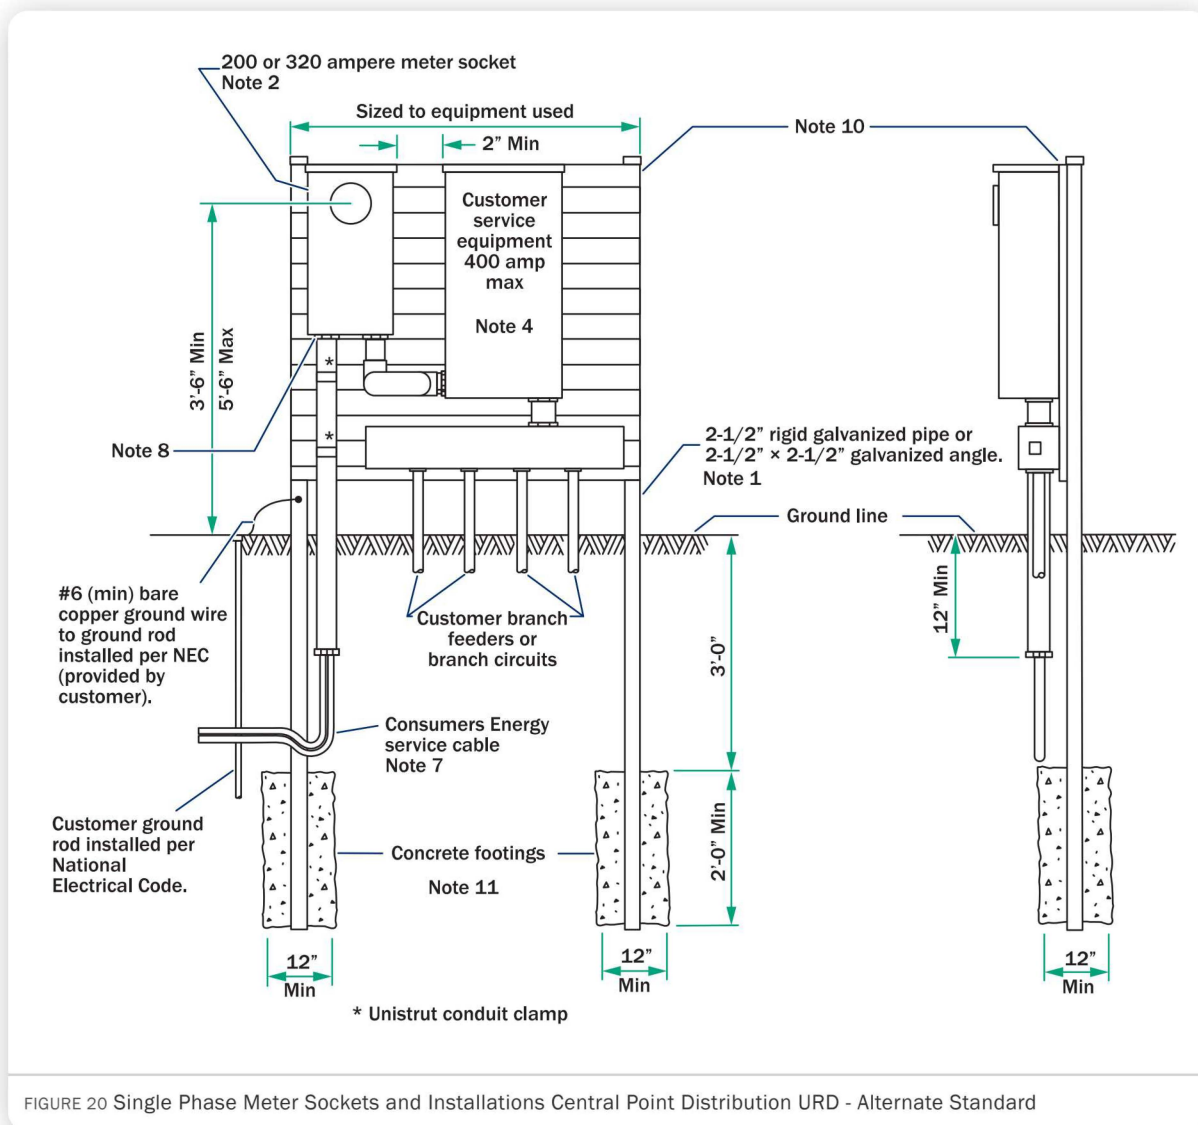 200 or 320 ampere meter socket
Note 2
Sized to equipment used
2” Min
Note 10
Customer
service
equipment
400 amp
max
Note 4
3’-6” Min
5’-6” Max
*
*
Note 8
2-1/2” rigid galvanized pipe or
2-1/2” × 2-1/2” galvanized angle.
Note 1
Ground line
#6 (min) bare
copper ground wire
to ground rod
installed per NEC
(provided by
customer).
Customer branch
feeders or
branch circuits
3’-0”
12” Min
Consumers Energy
service cable
Note 7
Customer ground
rod installed per
National
Electrical Code.
Concrete footings
Note 11
2’-0” Min
12”
Min
12”
Min
12”
Min
* Unistrut conduit clamp
FIGURE 20 Single Phase Meter Sockets and Installations Central Point Distribution URD - Alternate Standard